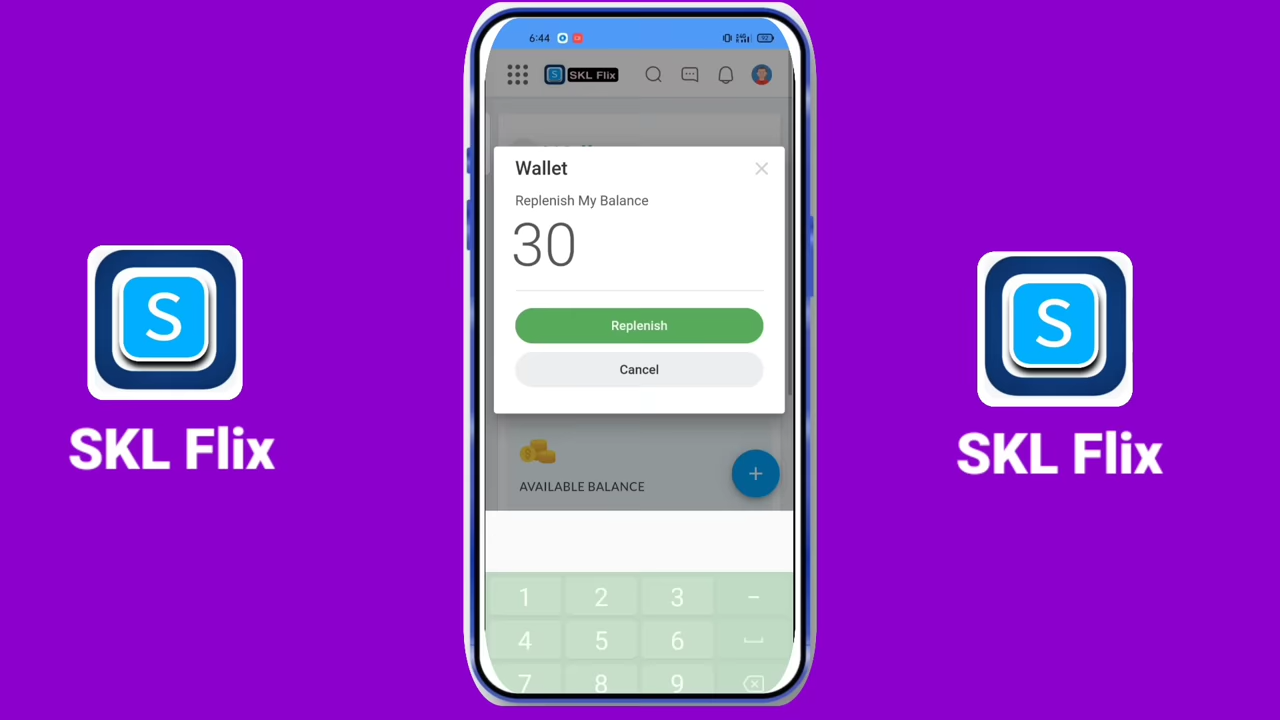 6:44
92
SKL Flix
Wallet
Replenish My Balance
30
Replenish
Cancel
AVAILABLE BALANCE
+
1 2 3 -
4 5 6
7 8 9
S
SKL Flix
S
SKL Flix